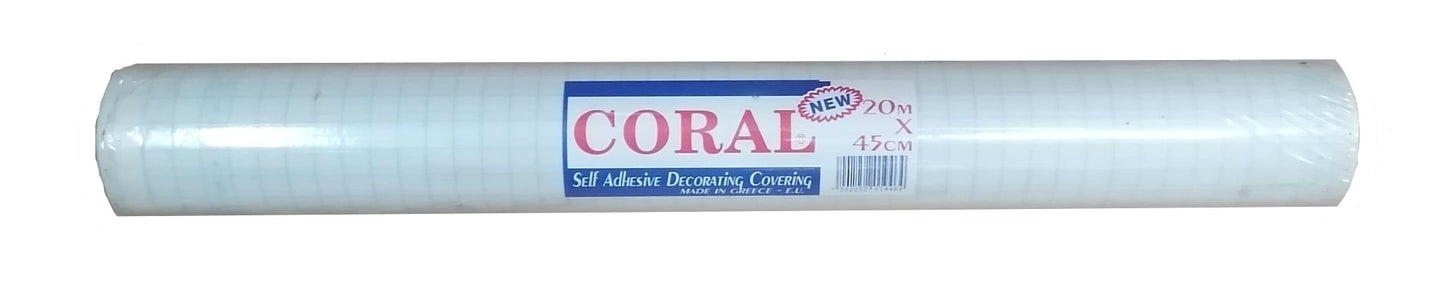 CORAL
NEW
20M
X
45CM
®
Self Adhesive Decorating Covering
MADE IN GREECE - E.U.